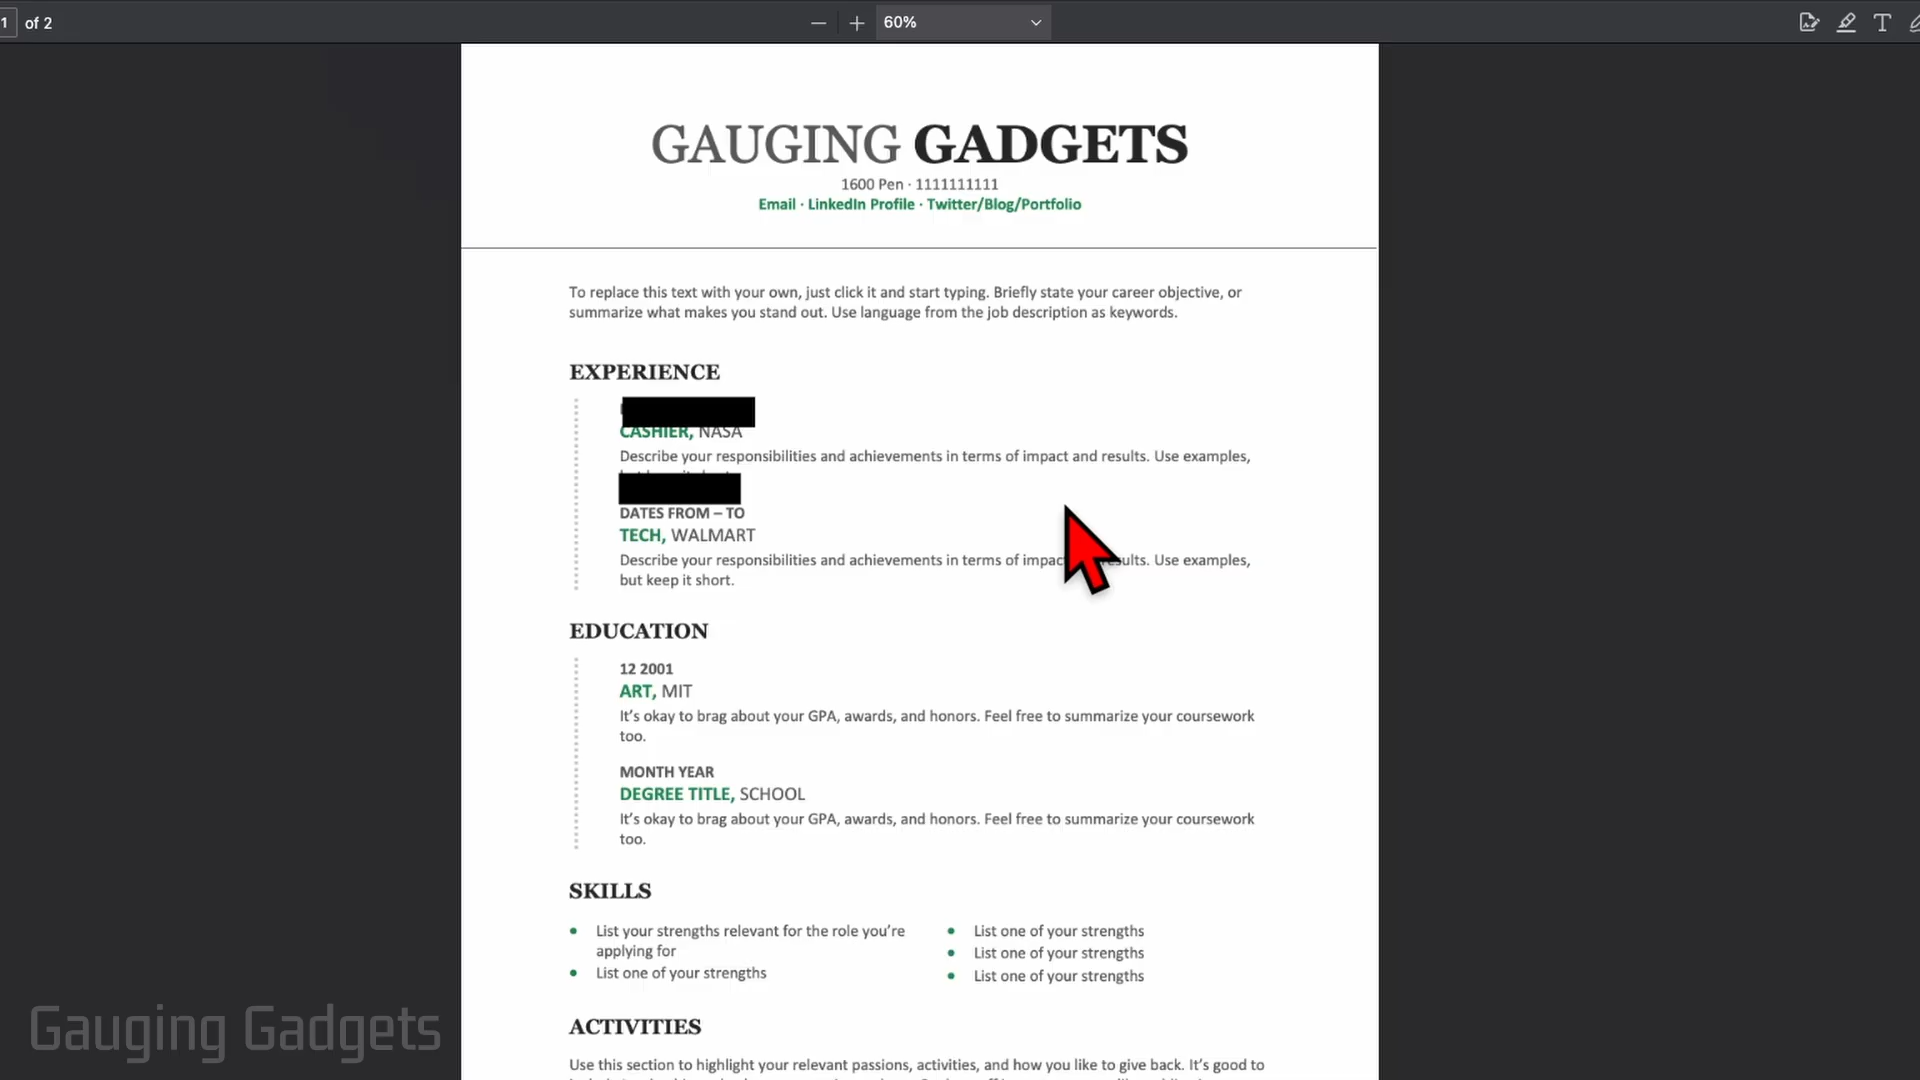 1 of 2
60%
GAUGING GADGETS
1600 Pen · 1111111111
Email · LinkedIn Profile · Twitter/Blog/Portfolio
To replace this text with your own, just click it and start typing. Briefly state your career objective, or
summarize what makes you stand out. Use language from the job description as keywords.
EXPERIENCE
CASHIER, NASA
Describe your responsibilities and achievements in terms of impact and results. Use examples,
DATES FROM – TO
TECH, WALMART
Describe your responsibilities and achievements in terms of impact results. Use examples,
but keep it short.
EDUCATION
12 2001
ART, MIT
It’s okay to brag about your GPA, awards, and honors. Feel free to summarize your coursework
too.
MONTH YEAR
DEGREE TITLE, SCHOOL
It’s okay to brag about your GPA, awards, and honors. Feel free to summarize your coursework
too.
SKILLS
List your strengths relevant for the role you’re
applying for
List one of your strengths
List one of your strengths
List one of your strengths
List one of your strengths
ACTIVITIES
Use this section to highlight your relevant passions, activities, and how you like to give back. It’s good to
Gauging Gadgets